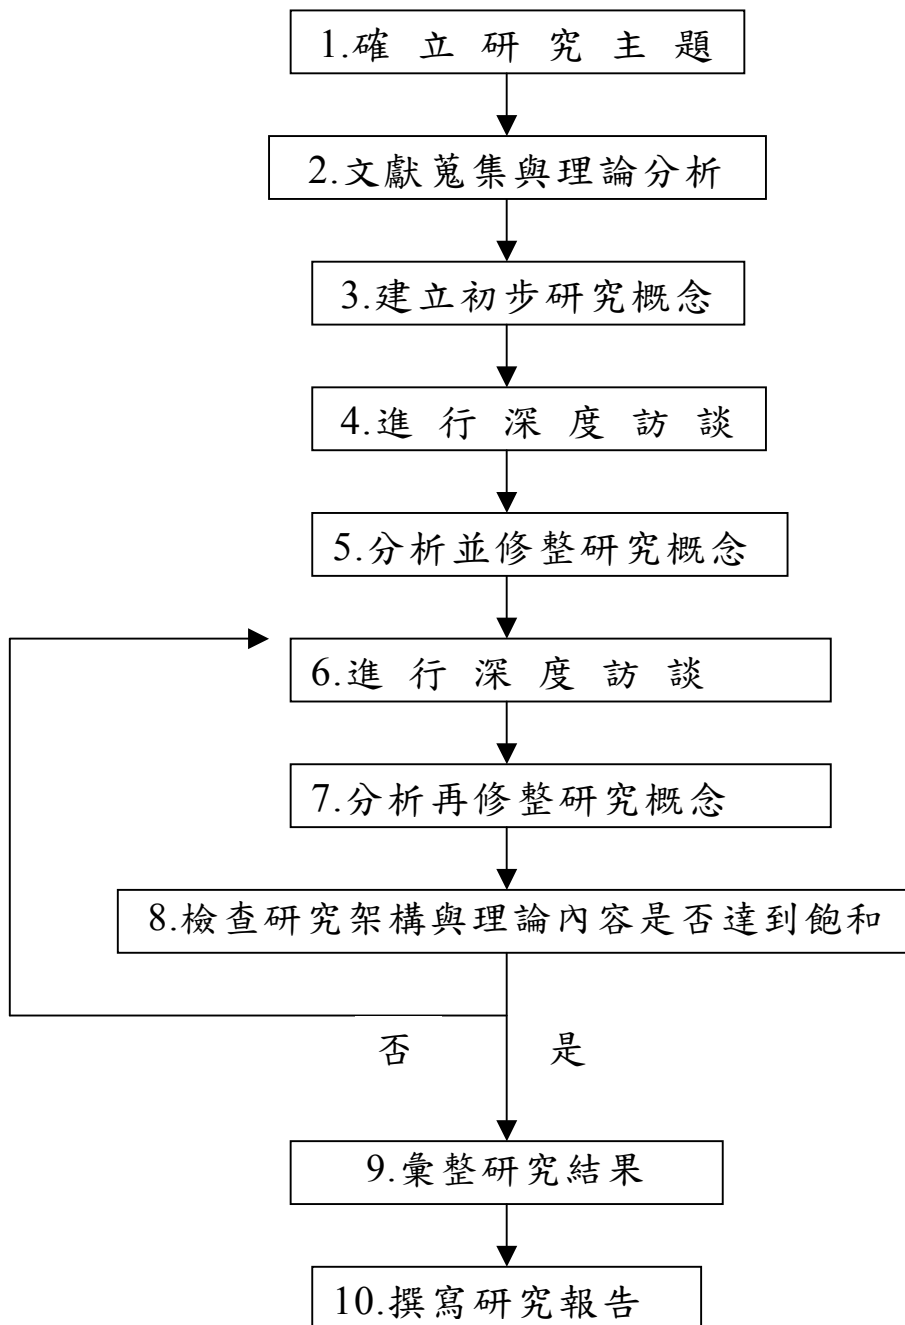 1.確立研究主題
2.文獻蒐集與理論分析
3.建立初步研究概念
4.進行深度訪談
5.分析並修整研究概念
6.進行深度訪談
7.分析再修整研究概念
8.檢查研究架構與理論內容是否達到飽和
否 是
9.彙整研究結果
10.撰寫研究報告